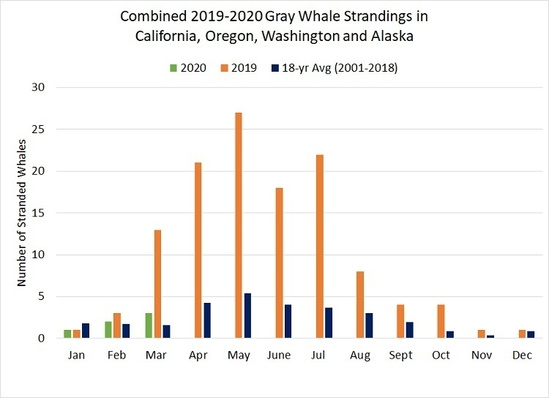 Combined 2019-2020 Gray Whale Strandings in
California, Oregon, Washington and Alaska
2020 2019 18-yr Avg (2001-2018)
Number of Stranded Whales
30
25
20
15
10
5
0
Jan Feb Mar Apr May June Jul Aug Sept Oct Nov Dec